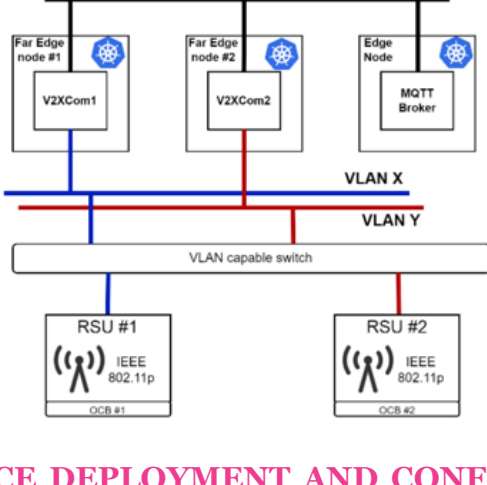 Far Edge
node #1
V2XCom1
Far Edge
node #2
V2XCom2
Edge
Node
MQTT
Broker
VLAN X
VLAN Y
VLAN capable switch
RSU #1
IEEE
802.11p
OCB #1
RSU #2
IEEE
802.11p
OCB #2
DEPLOYMENT AND